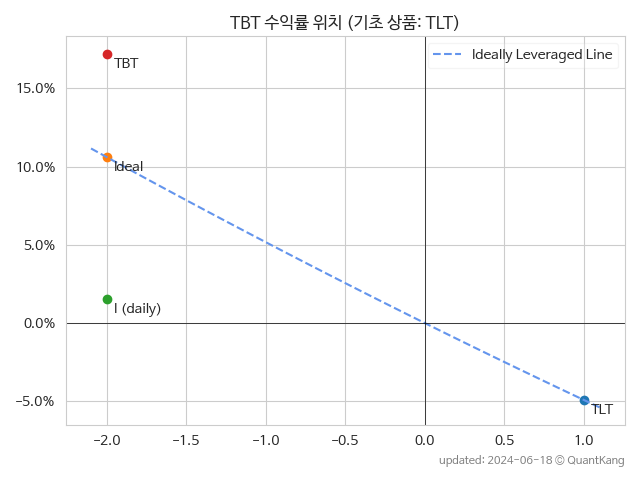 TBT 수익률 위치 (기초 상품: TLT)
Ideally Leveraged Line
TBT
15.0%
Ideal
10.0%
5.0%
I (daily)
0.0%
−5.0%
TLT
−2.0
−1.5
−1.0
−0.5
0.0
0.5
1.0
updated: 2024-06-18 © QuantKang